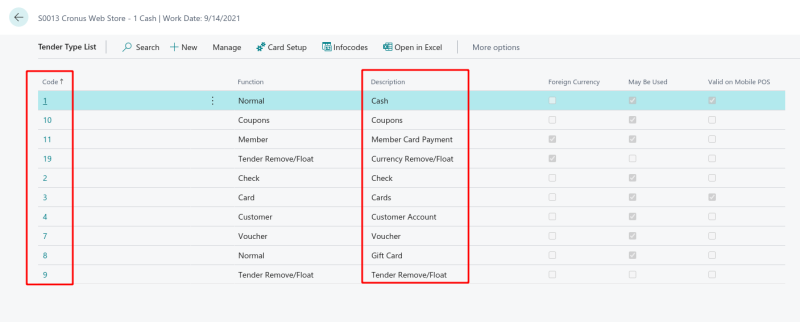 S0013 Cronus Web Store - 1 Cash | Work Date: 9/14/2021
Tender Type List Search New Manage Card Setup Infocodes Open in Excel More options
Code↑ Function Description Foreign Currency May Be Used Valid on Mobile POS
1 Normal Cash
10 Coupons Coupons
11 Member Member Card Payment
19 Tender Remove/Float Currency Remove/Float
2 Check Check
3 Card Cards
4 Customer Customer Account
7 Voucher Voucher
8 Normal Gift Card
9 Tender Remove/Float Tender Remove/Float